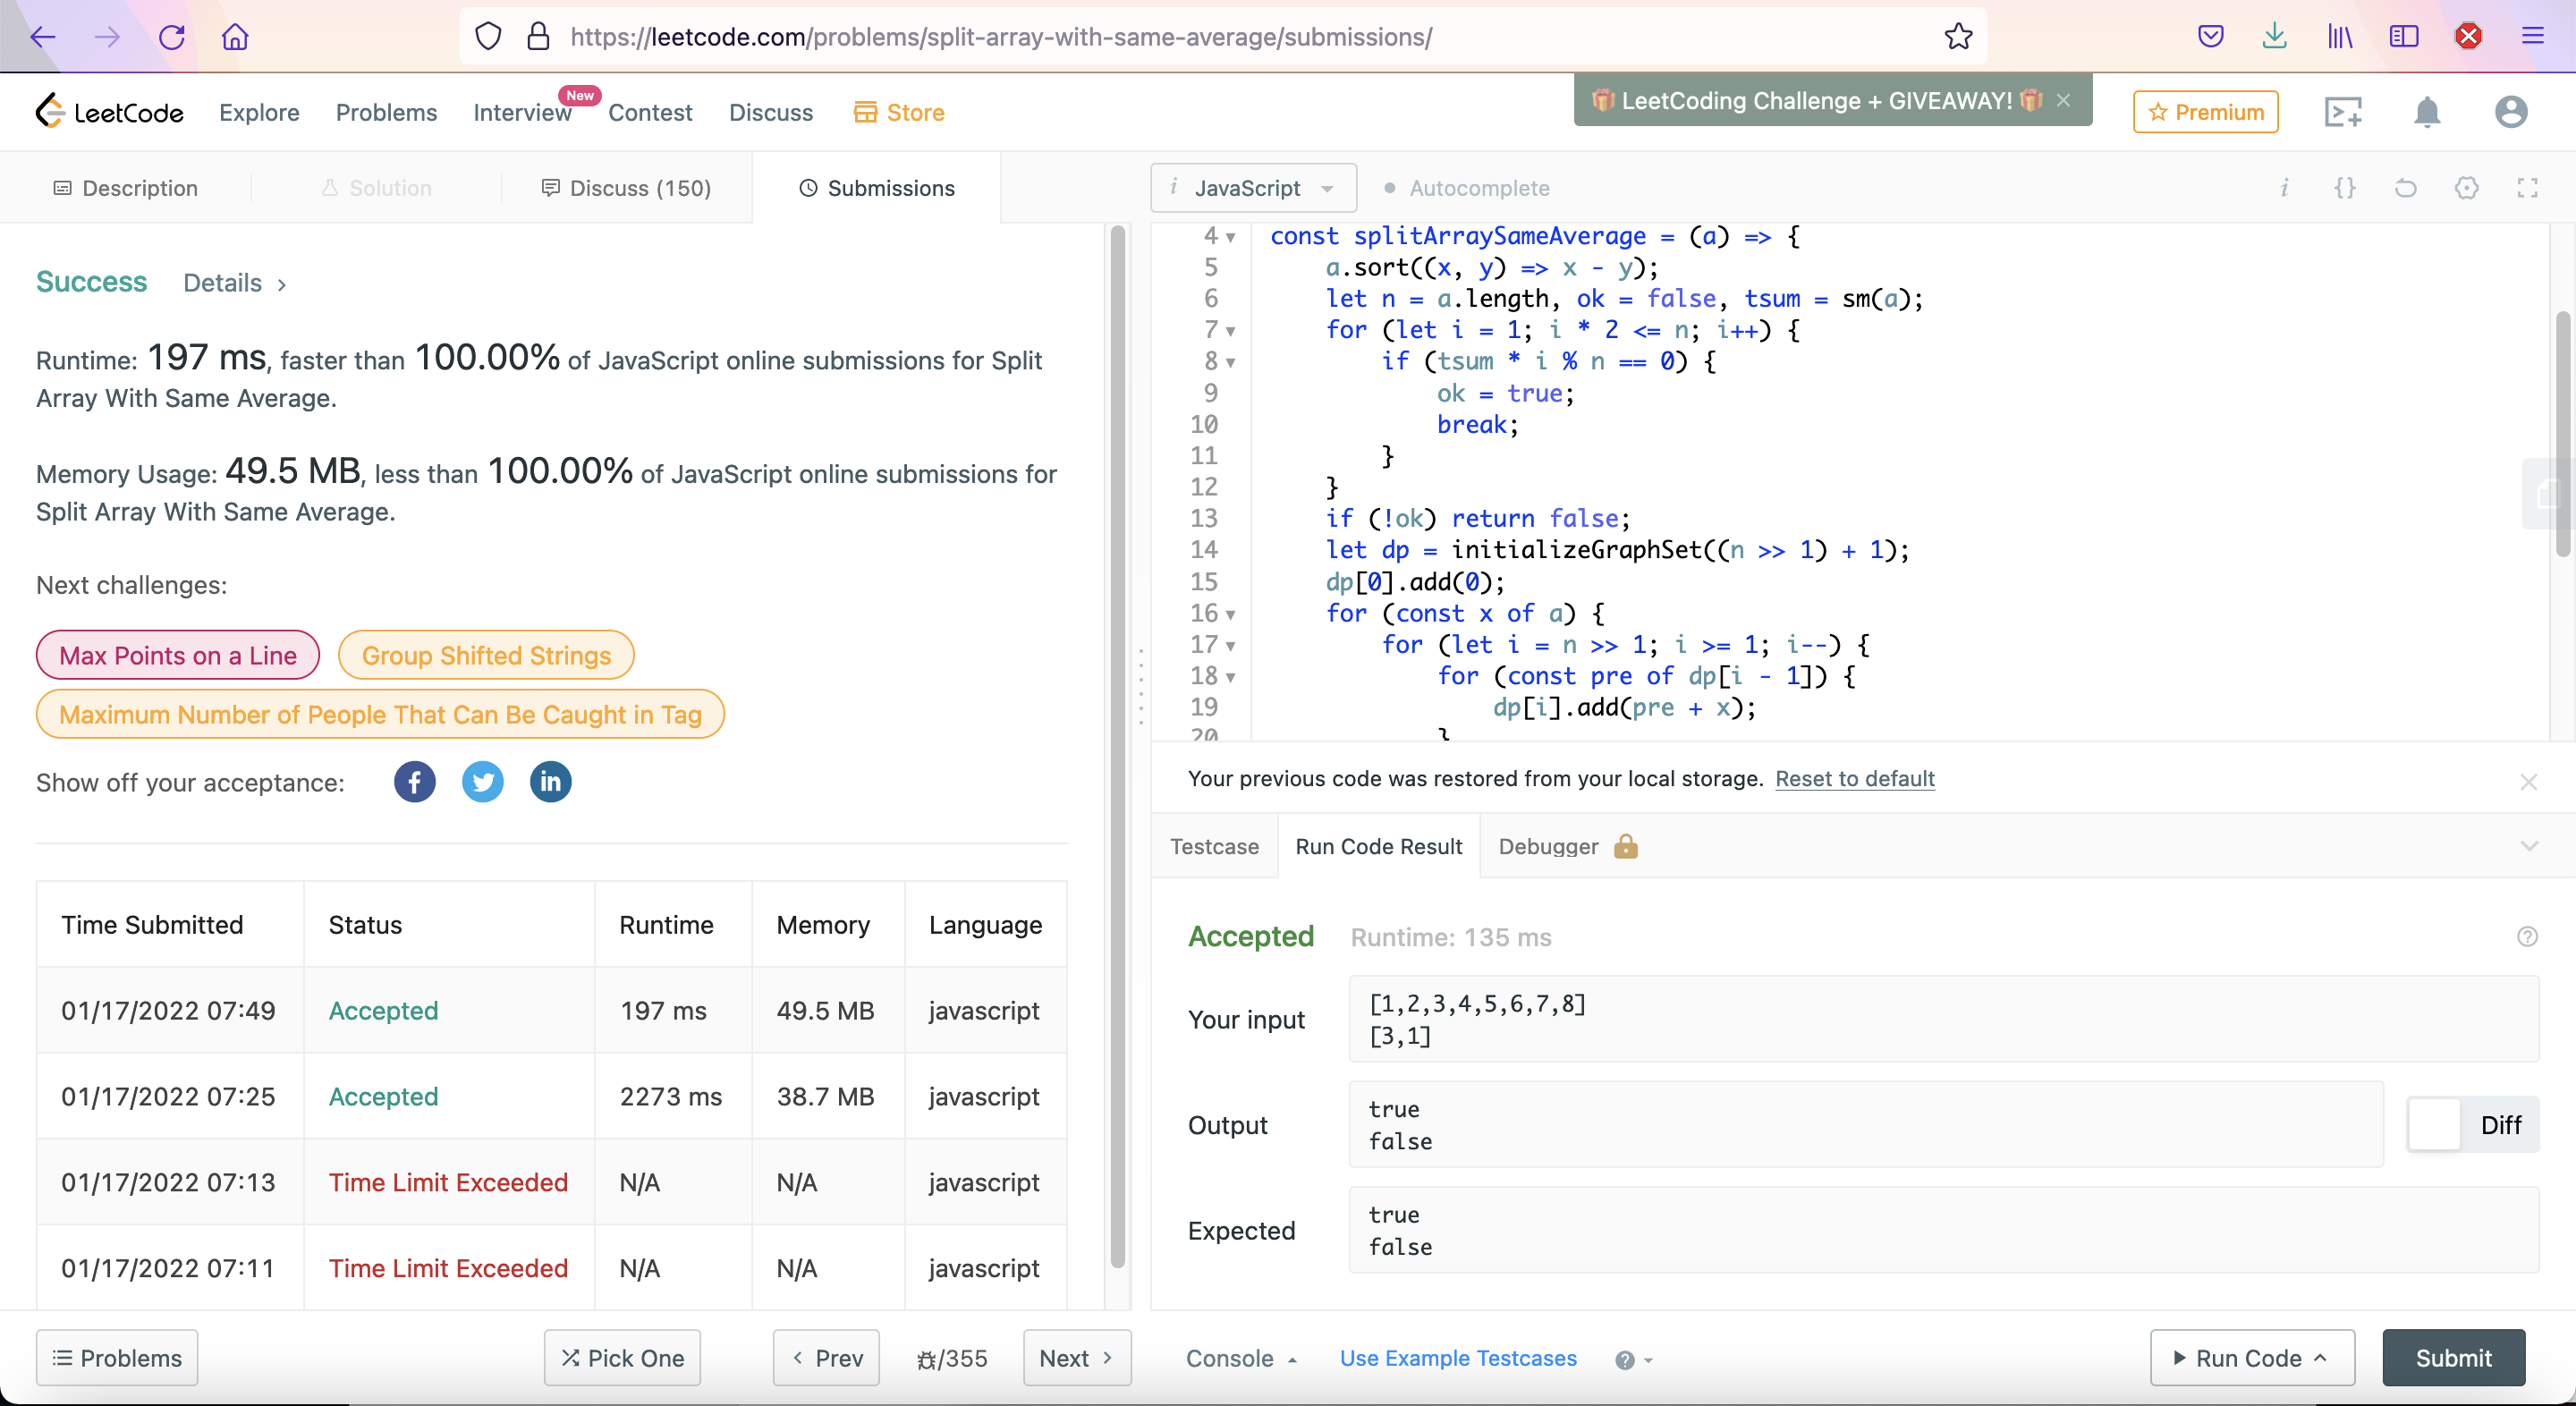 https://leetcode.com/problems/split-array-with-same-average/submissions/
LeetCode
Explore
Problems
Interview
New
Contest
Discuss
Store
🎁 LeetCoding Challenge + GIVEAWAY! 🎁 ×
Premium
Description
Solution
Discuss (150)
Submissions
Success
Details >
Runtime: 197 ms, faster than 100.00% of JavaScript online submissions for Split
Array With Same Average.
Memory Usage: 49.5 MB, less than 100.00% of JavaScript online submissions for
Split Array With Same Average.
Next challenges:
Max Points on a Line
Group Shifted Strings
Maximum Number of People That Can Be Caught in Tag
Show off your acceptance:
Time Submitted Status Runtime Memory Language
01/17/2022 07:49 Accepted 197 ms 49.5 MB javascript
01/17/2022 07:25 Accepted 2273 ms 38.7 MB javascript
01/17/2022 07:13 Time Limit Exceeded N/A N/A javascript
01/17/2022 07:11 Time Limit Exceeded N/A N/A javascript
Problems
Pick One
< Prev
/355
Next >
i JavaScript
Autocomplete
4 const splitArraySameAverage = (a) => {
5 a.sort((x, y) => x - y);
6 let n = a.length, ok = false, tsum = sm(a);
7 for (let i = 1; i * 2 <= n; i++) {
8 if (tsum * i % n == 0) {
9 ok = true;
10 break;
11 }
12 }
13 if (!ok) return false;
14 let dp = initializeGraphSet((n >> 1) + 1);
15 dp[0].add(0);
16 for (const x of a) {
17 for (let i = n >> 1; i >= 1; i--) {
18 for (const pre of dp[i - 1]) {
19 dp[i].add(pre + x);
20 }
Your previous code was restored from your local storage. Reset to default
Testcase
Run Code Result
Debugger
Accepted
Runtime: 135 ms
Your input
[1,2,3,4,5,6,7,8]
[3,1]
Output
true
false
Diff
Expected
true
false
Console
Use Example Testcases
Run Code
Submit